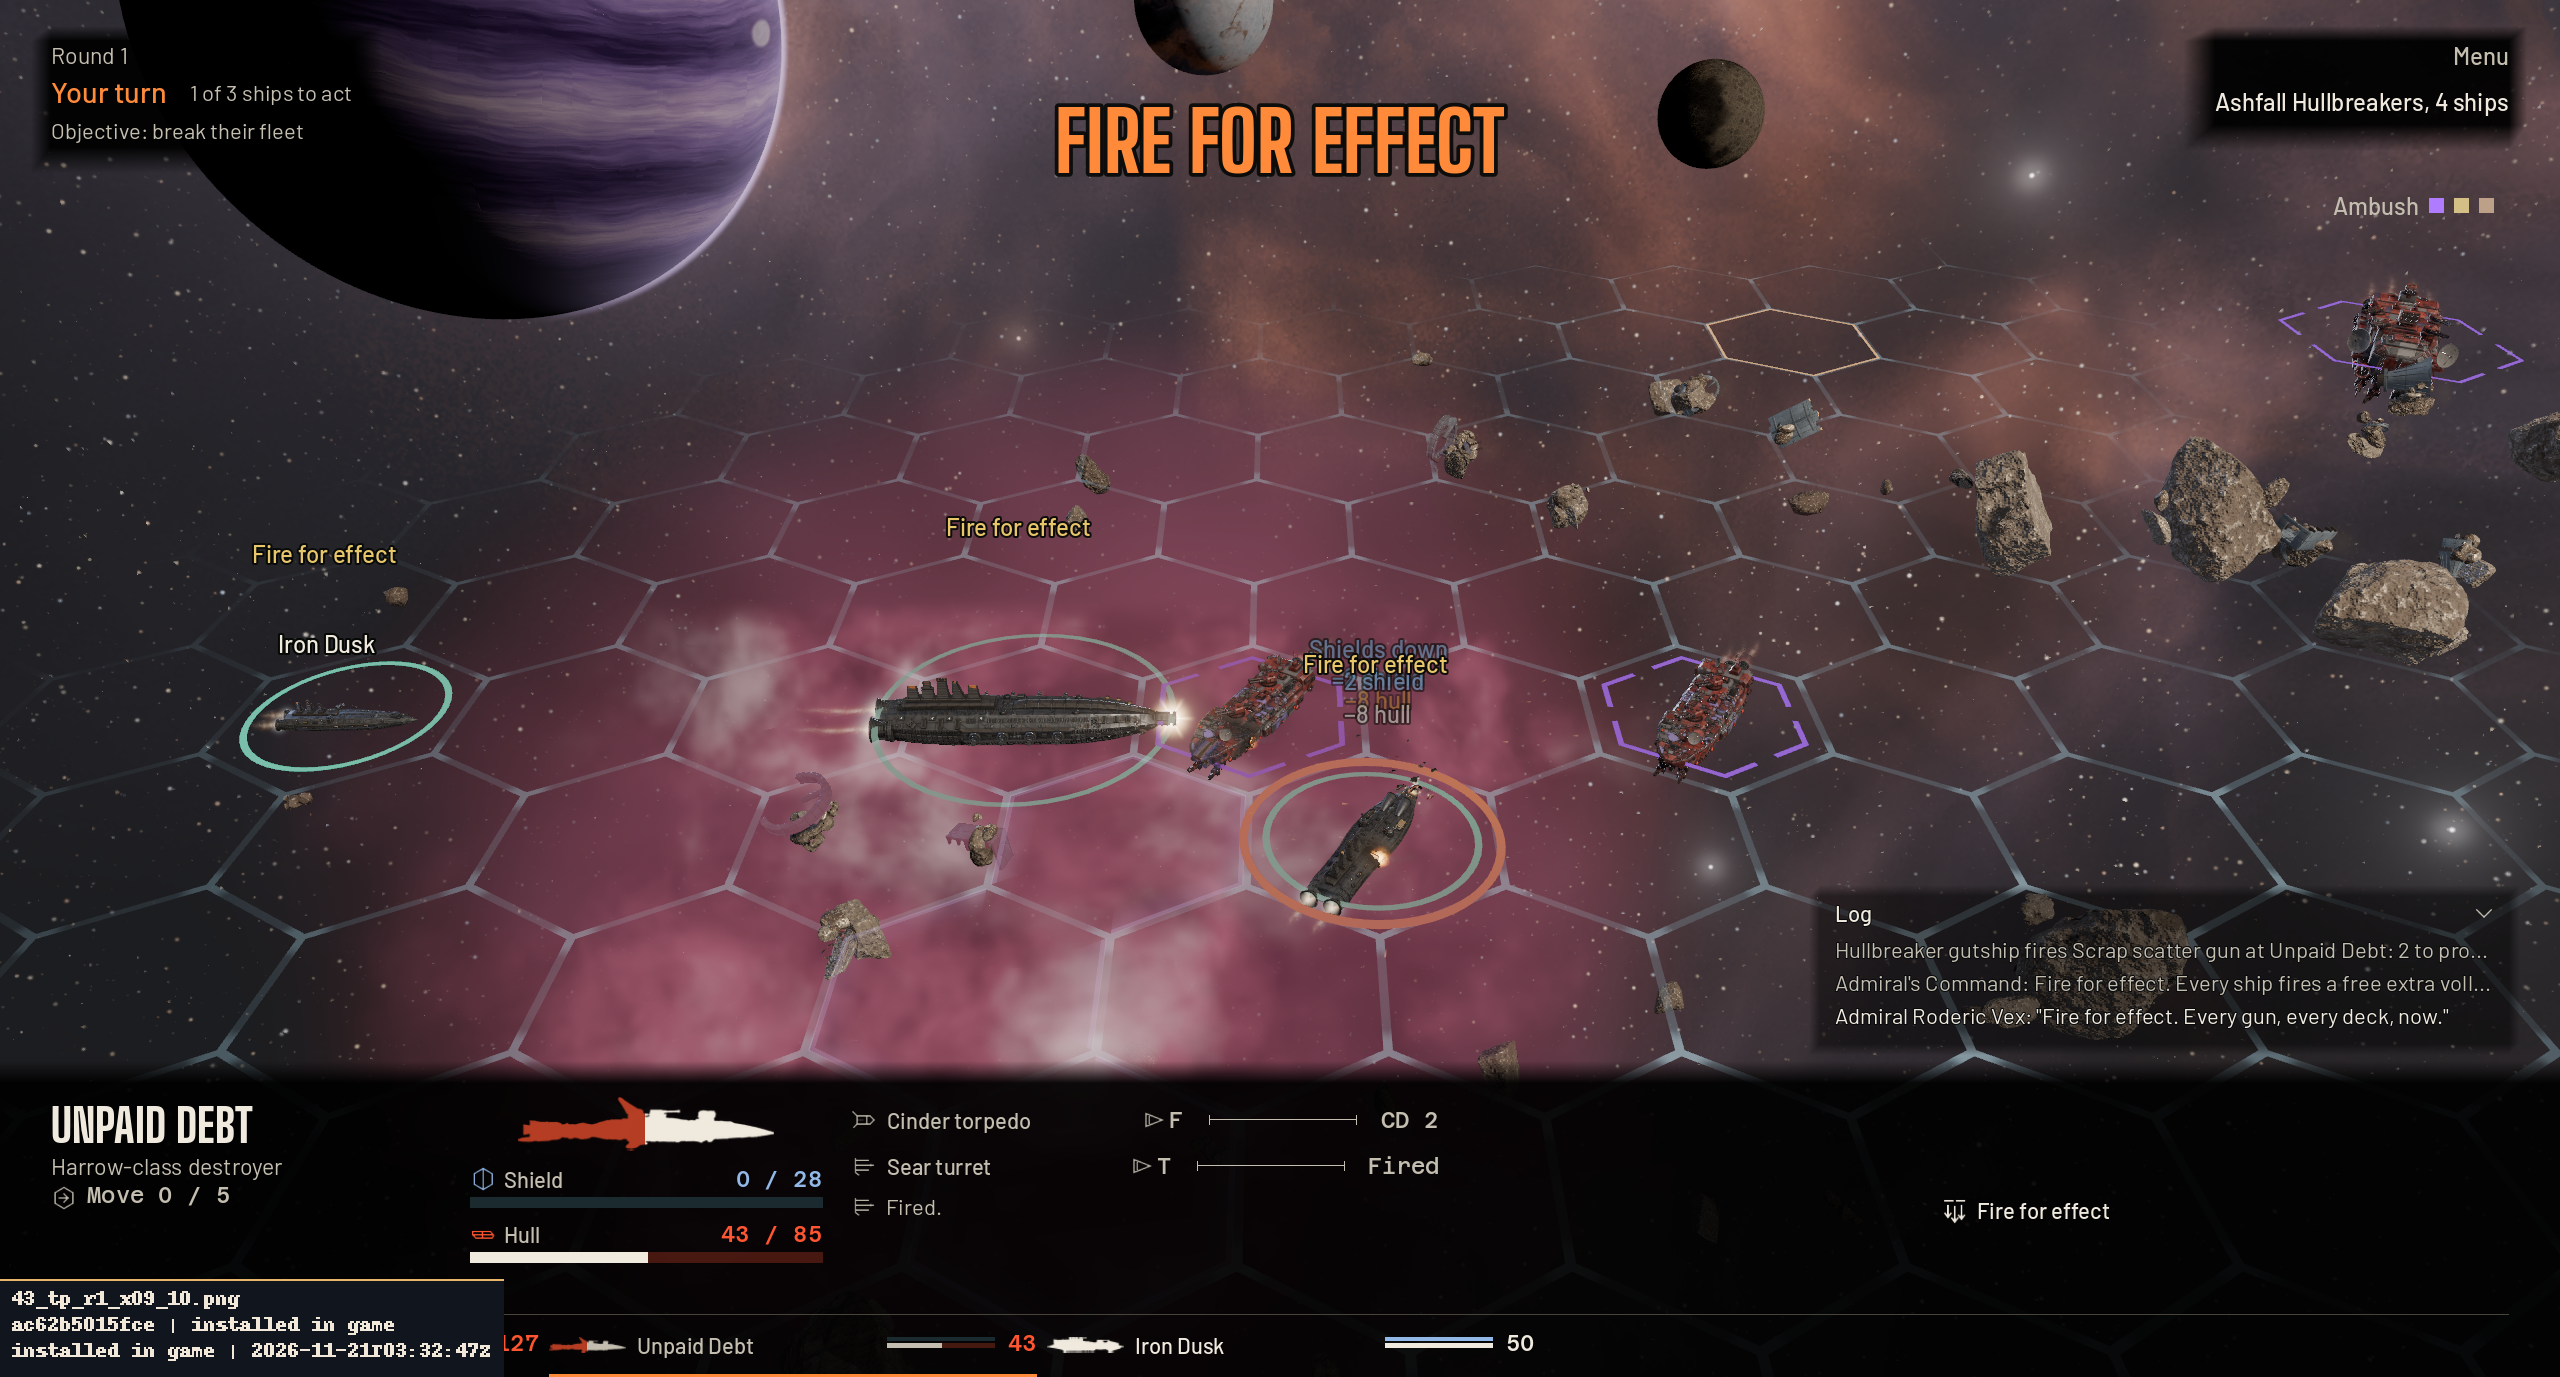 Round 1
Your turn 1 of 3 ships to act
Objective: break their fleet
FIRE FOR EFFECT
Menu
Ashfall Hullbreakers, 4 ships
Ambush
Fire for effect
Fire for effect
Iron Dusk
Shields down
Fire for effect
-2 shield
-8 hull
-8 hull
Log
Hullbreaker gutship fires Scrap scatter gun at Unpaid Debt: 2 to pro...
Admiral's Command: Fire for effect. Every ship fires a free extra voll...
Admiral Roderic Vex: "Fire for effect. Every gun, every deck, now."
UNPAID DEBT
Harrow-class destroyer
Move 0 / 5
Shield 0 / 28
Hull 43 / 85
Cinder torpedo F CD 2
Sear turret T Fired
Fired.
Fire for effect
43_tp_r1_x09_10.png
ac62b5015fce | installed in game
installed in game | 2026-11-21T03:32:47Z
127 Unpaid Debt 43 Iron Dusk 50